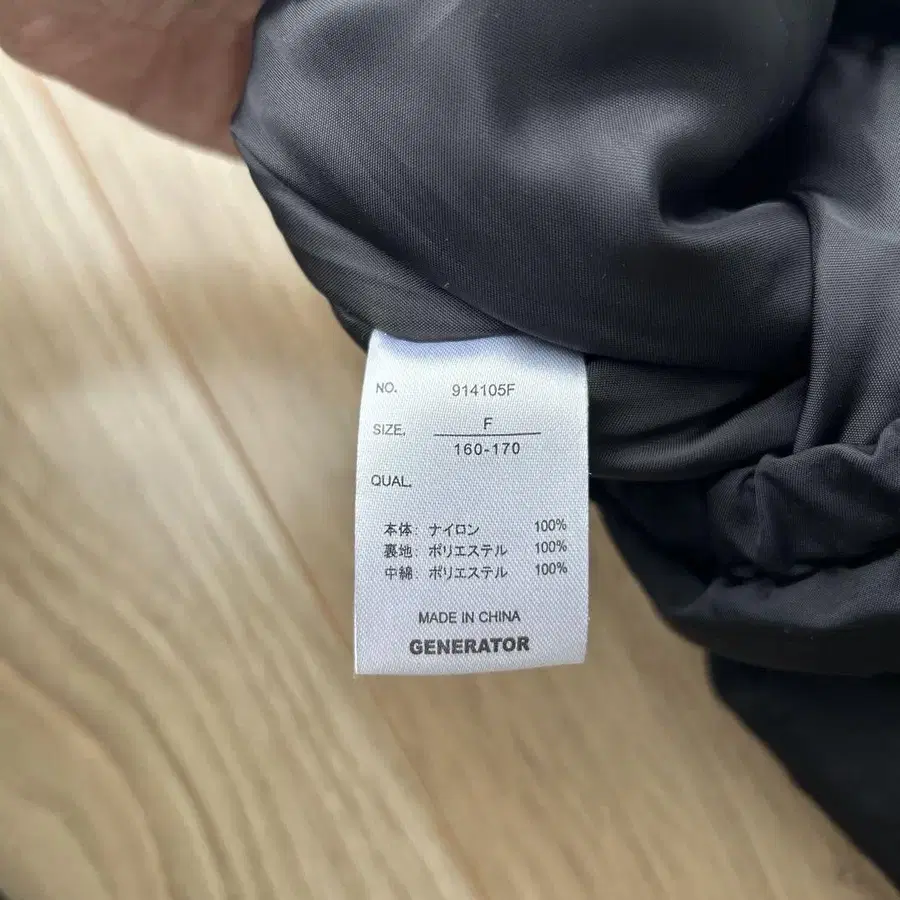 NO. 914105F
SIZE. F
160-170
QUAL.
本体: ナイロン 100%
裏地: ポリエステル 100%
中綿: ポリエステル 100%
MADE IN CHINA
GENERATOR